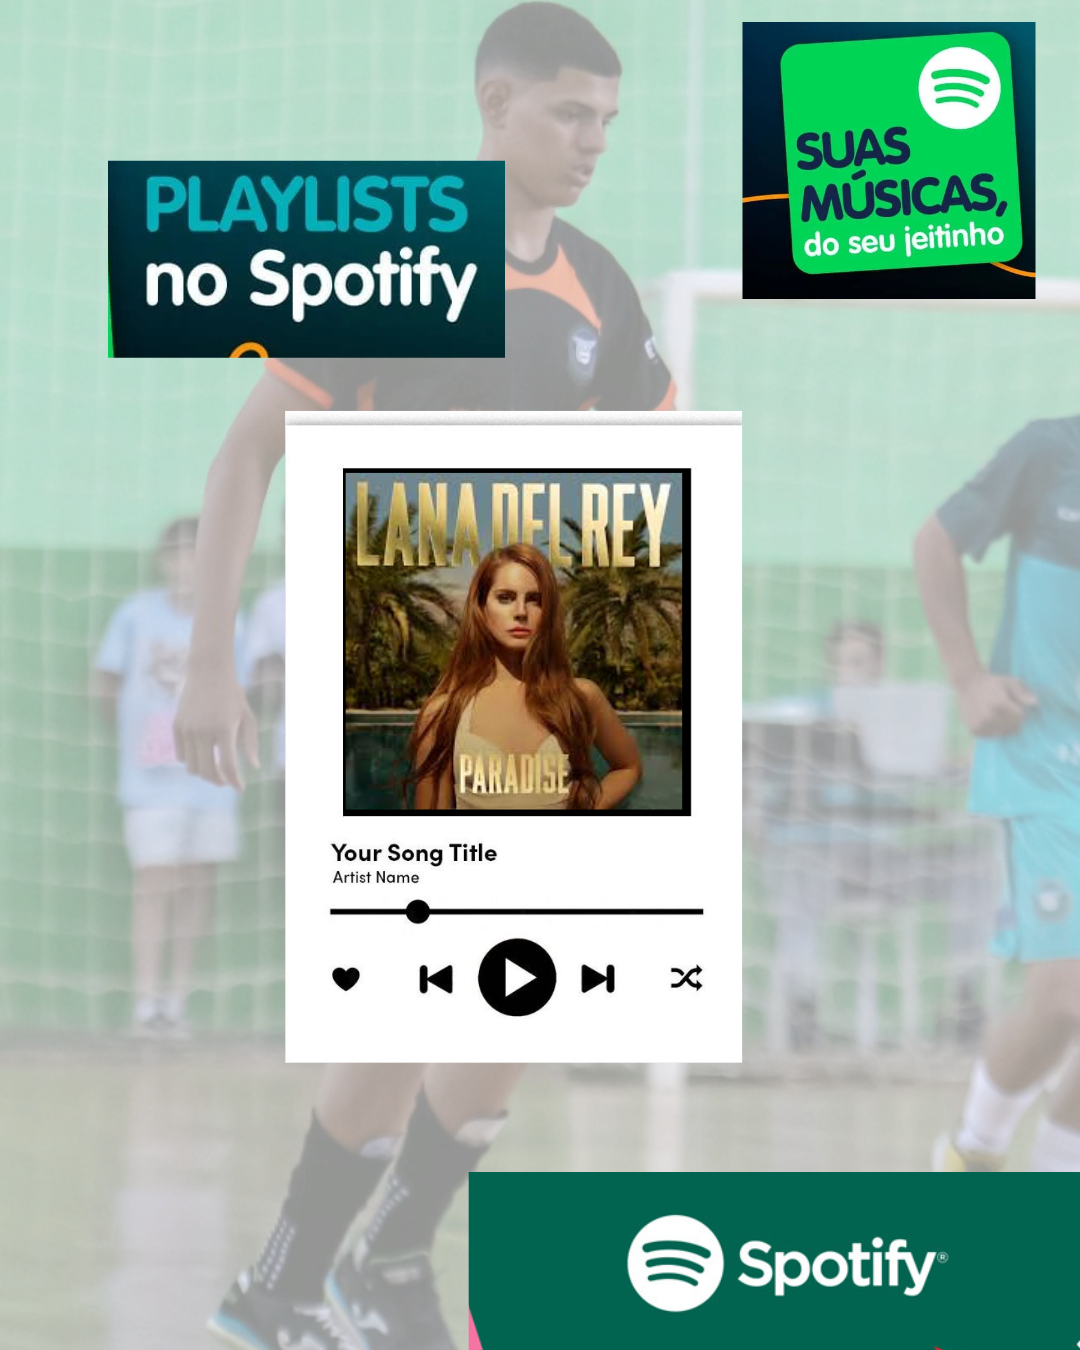 SUAS
MÚSICAS,
do seu jeitinho
PLAYLISTS
no Spotify
LANA DEL REY
PARADISE
Your Song Title
Artist Name
Spotify®